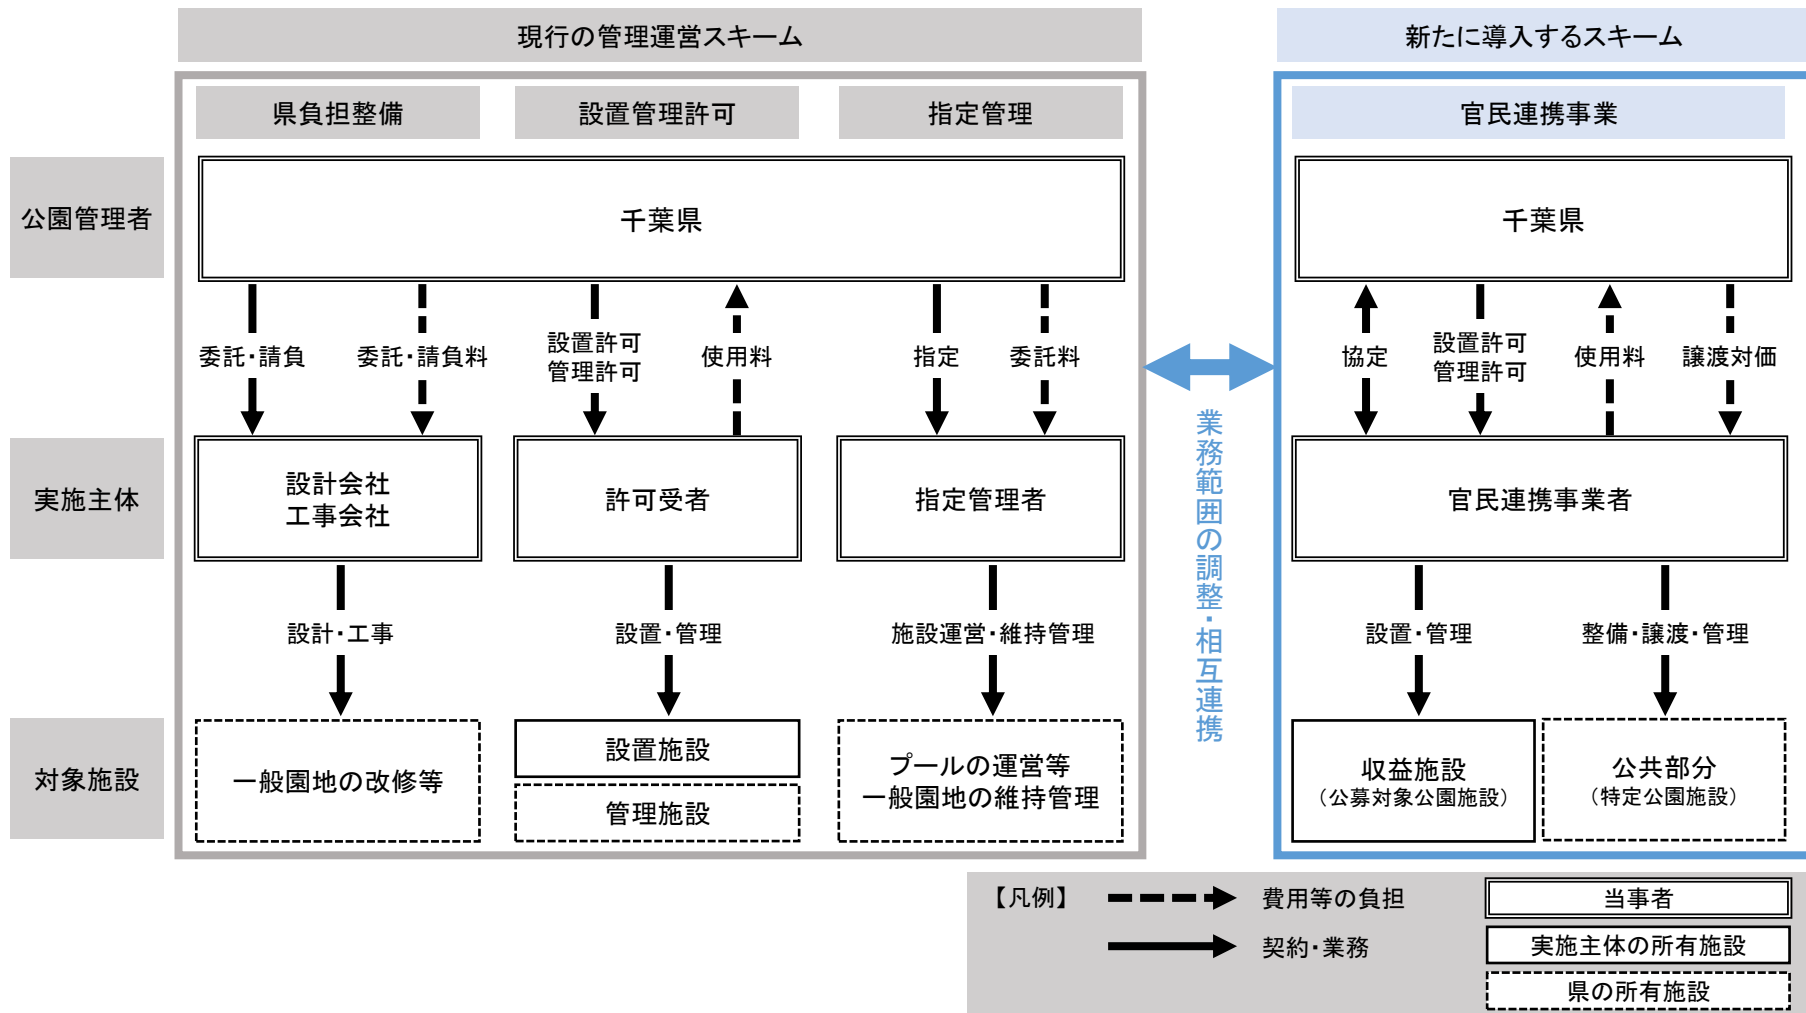 現行の管理運営スキーム
新たに導入するスキーム
県負担整備
設置管理許可
指定管理
官民連携事業
公園管理者
千葉県
千葉県
委託・請負
委託・請負料
設置許可
管理許可
使用料
指定
委託料
協定
設置許可
管理許可
使用料
譲渡対価
業務範囲の調整・相互連携
実施主体
設計会社
工事会社
許可受者
指定管理者
官民連携事業者
設計・工事
設置・管理
施設運営・維持管理
設置・管理
整備・譲渡・管理
対象施設
一般園地の改修等
設置施設
管理施設
プールの運営等
一般園地の維持管理
収益施設
（公募対象公園施設）
公共部分
（特定公園施設）
【凡例】
費用等の負担
契約・業務
当事者
実施主体の所有施設
県の所有施設